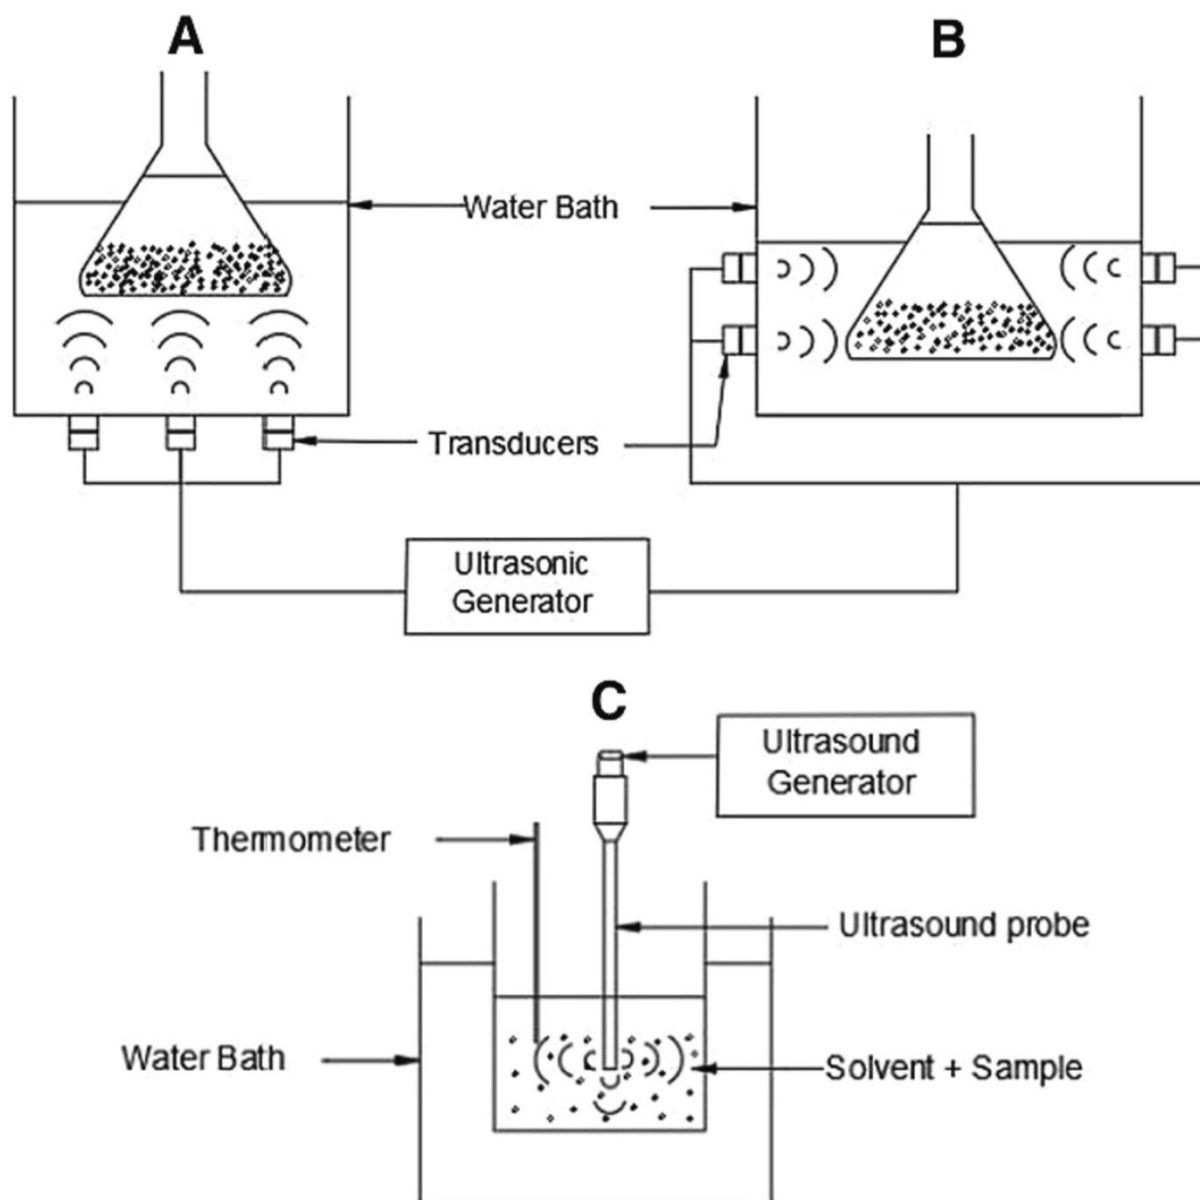 A
B
Water Bath
Transducers
Ultrasonic
Generator
C
Ultrasound
Generator
Thermometer
Ultrasound probe
Water Bath
Solvent + Sample